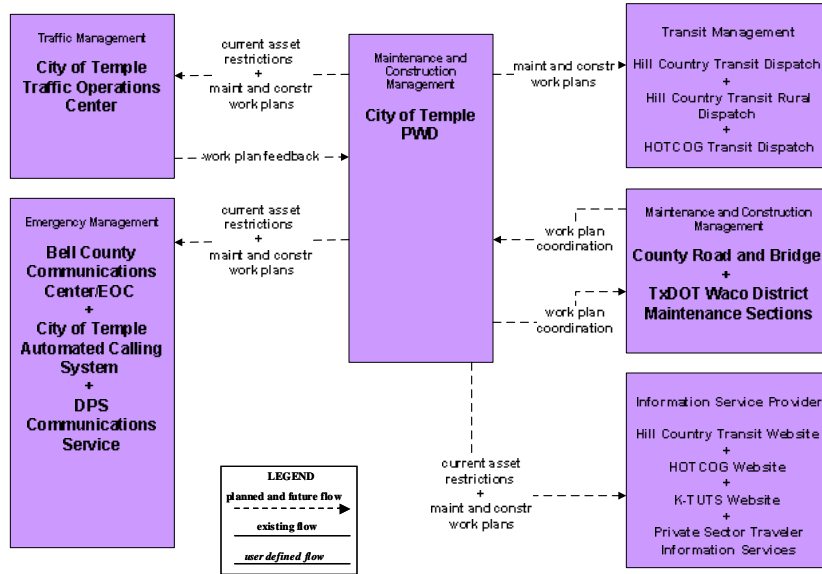 Traffic Management
City of Temple
Traffic Operations
Center
current asset
restrictions
+
maint and constr
work plans
work plan feedback
Maintenance and
Construction
Management
City of Temple
PWD
maint and constr
work plans
Transit Management
Hill Country Transit Dispatch
+
Hill Country Transit Rural
Dispatch
+
HOTCOG Transit Dispatch
Emergency Management
Bell County
Communications
Center/EOC
+
City of Temple
Automated Calling
System
+
DPS
Communications
Service
current asset
restrictions
+
maint and constr
work plans
work plan
coordination
work plan
coordination
Maintenance and Construction
Management
County Road and Bridge
+
TxDOT Waco District
Maintenance Sections
current asset
restrictions
+
maint and constr
work plans
Information Service Provider
Hill Country Transit Website
+
HOTCOG Website
+
K-TUTS Website
+
Private Sector Traveler
Information Services
LEGEND
planned and future flow
existing flow
user defined flow